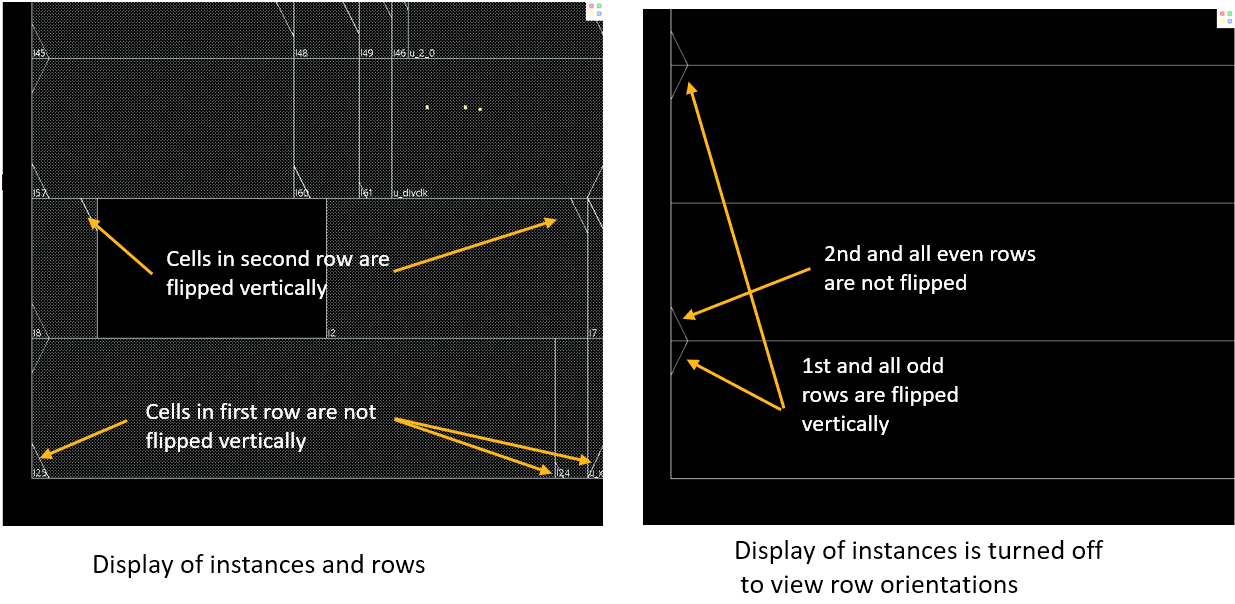 I45
I48
I49
I46
u_2_0
I57
I60
I61
u_divclk
Cells in second row are
flipped vertically
I8
I2
I7
Cells in first row are not
flipped vertically
I23
I24
u_x
Display of instances and rows
2nd and all even rows
are not flipped
1st and all odd
rows are flipped
vertically
Display of instances is turned off
to view row orientations